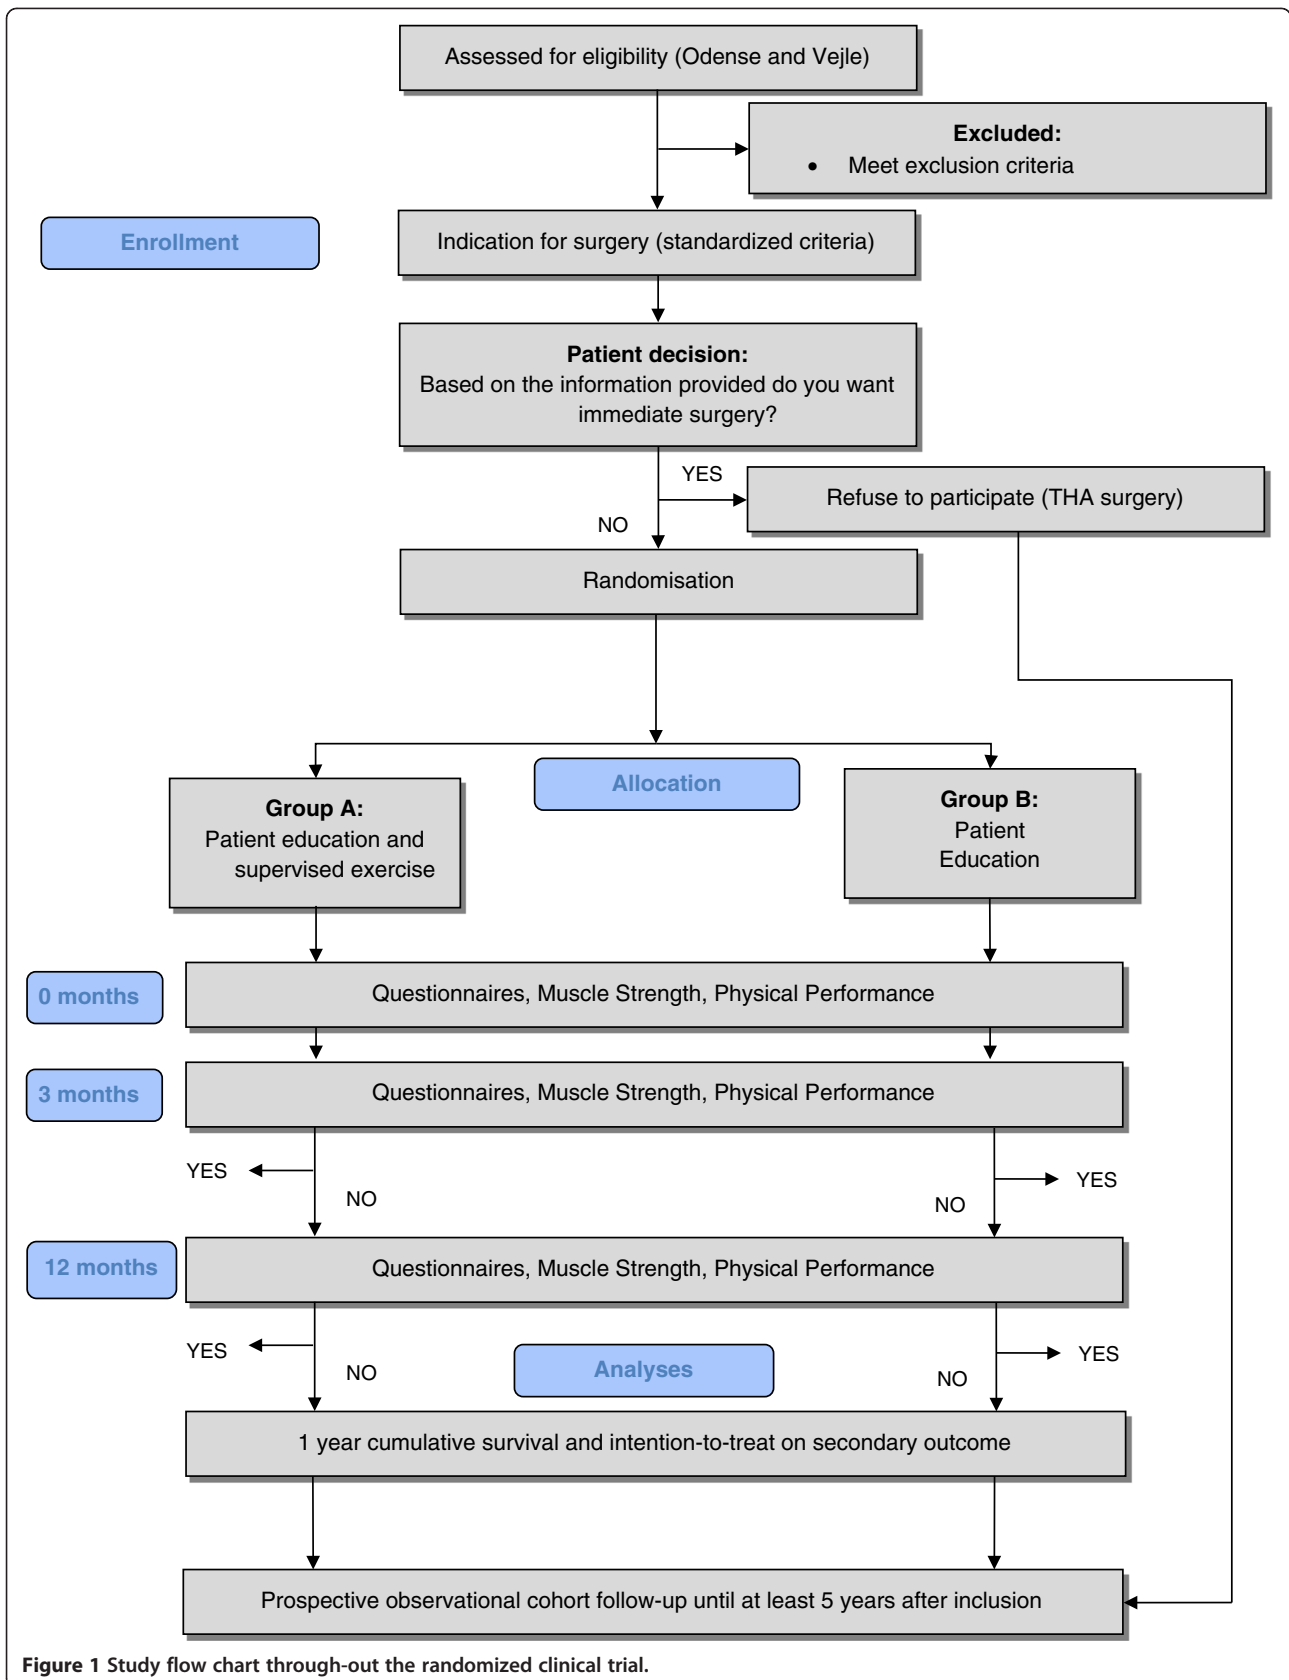 Assessed for eligibility (Odense and Vejle)
Excluded:
• Meet exclusion criteria
Enrollment
Indication for surgery (standardized criteria)
Patient decision:
Based on the information provided do you want
immediate surgery?
YES
Refuse to participate (THA surgery)
NO
Randomisation
Allocation
Group A:
Patient education and
supervised exercise
Group B:
Patient
Education
0 months
Questionnaires, Muscle Strength, Physical Performance
3 months
Questionnaires, Muscle Strength, Physical Performance
YES
NO
NO
YES
12 months
Questionnaires, Muscle Strength, Physical Performance
YES
NO
Analyses
NO
YES
1 year cumulative survival and intention-to-treat on secondary outcome
Prospective observational cohort follow-up until at least 5 years after inclusion
Figure 1 Study flow chart through-out the randomized clinical trial.